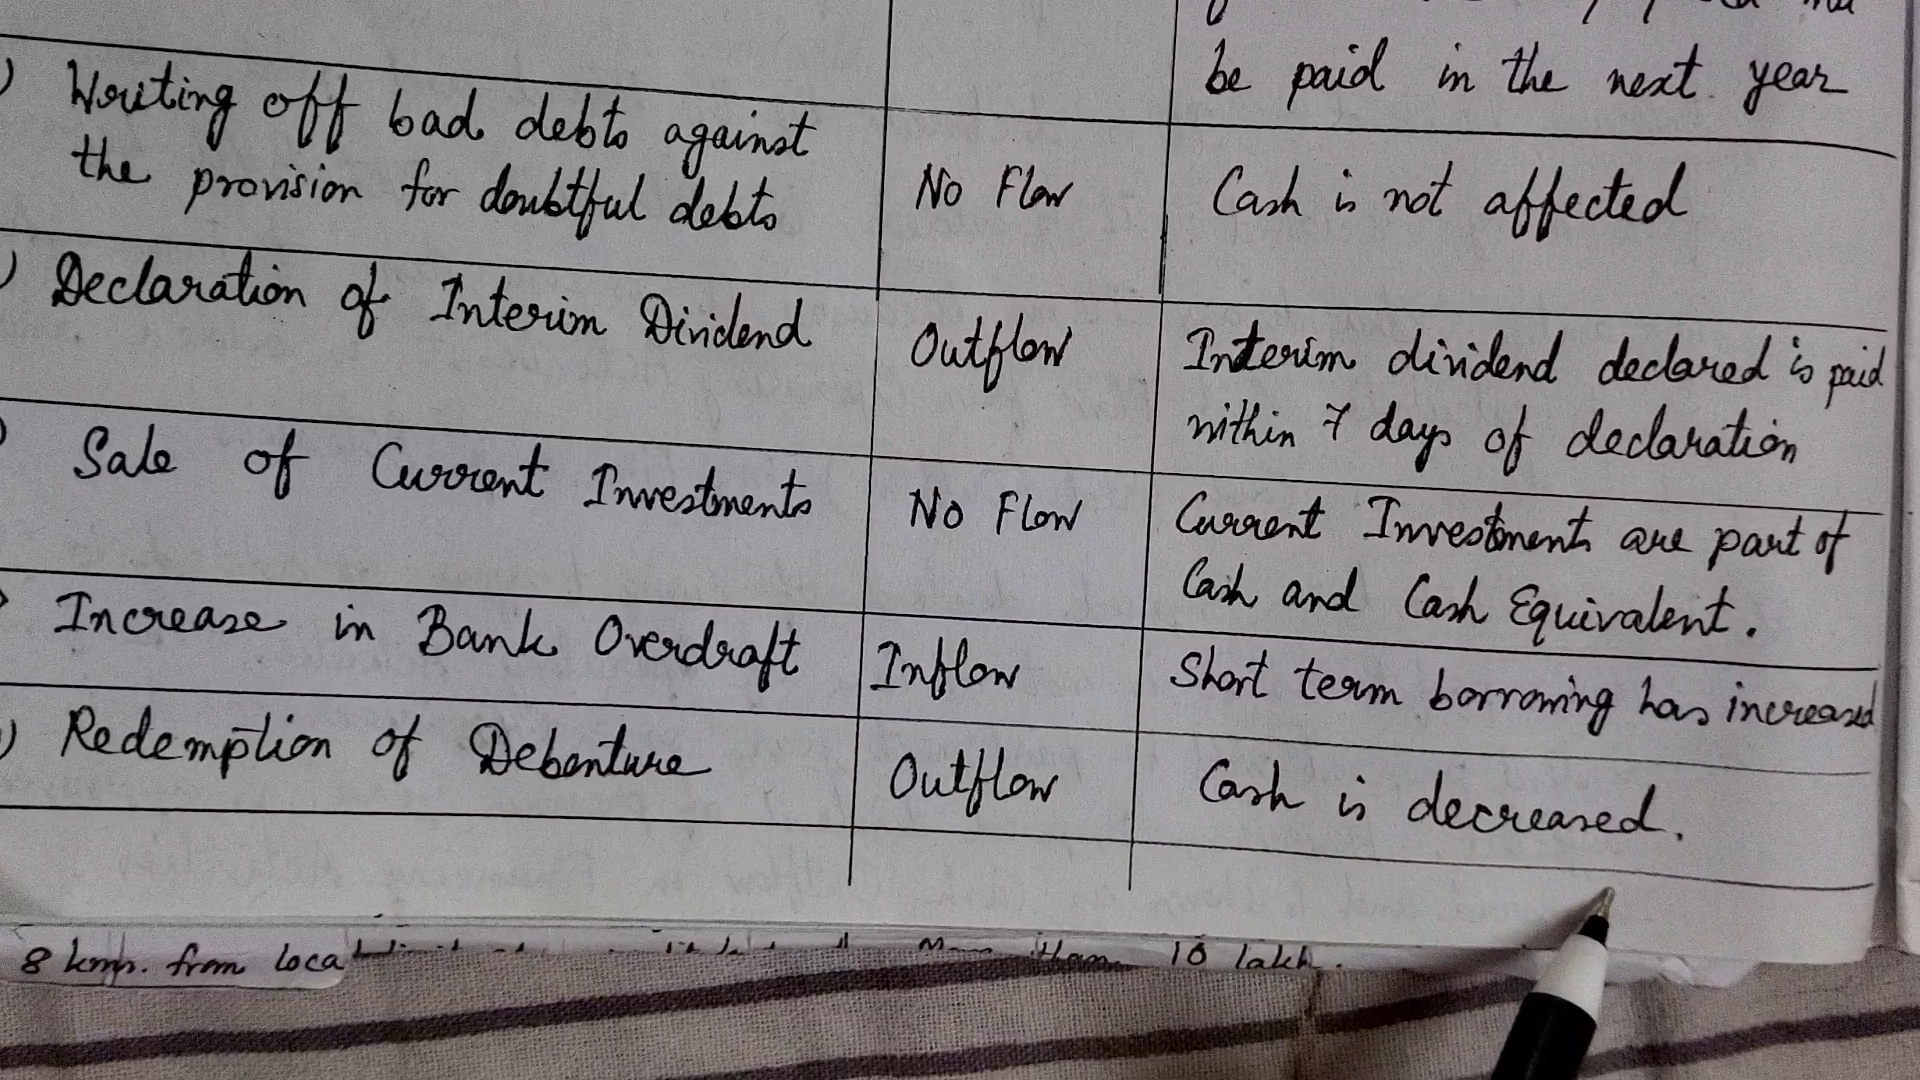 be paid in the next year
Writing off bad debts against
the provision for doubtful debts
No Flow
Cash is not affected
Declaration of Interim Dividend
Outflow
Interim dividend declared is paid
within 7 days of declaration
Sale of Current Investments
No Flow
Current Investments are part of
Cash and Cash Equivalent.
Increase in Bank Overdraft
Inflow
Short term borrowing has increased
Redemption of Debenture
Outflow
Cash is decreased.
8 kmp. from loca 10 lakh.